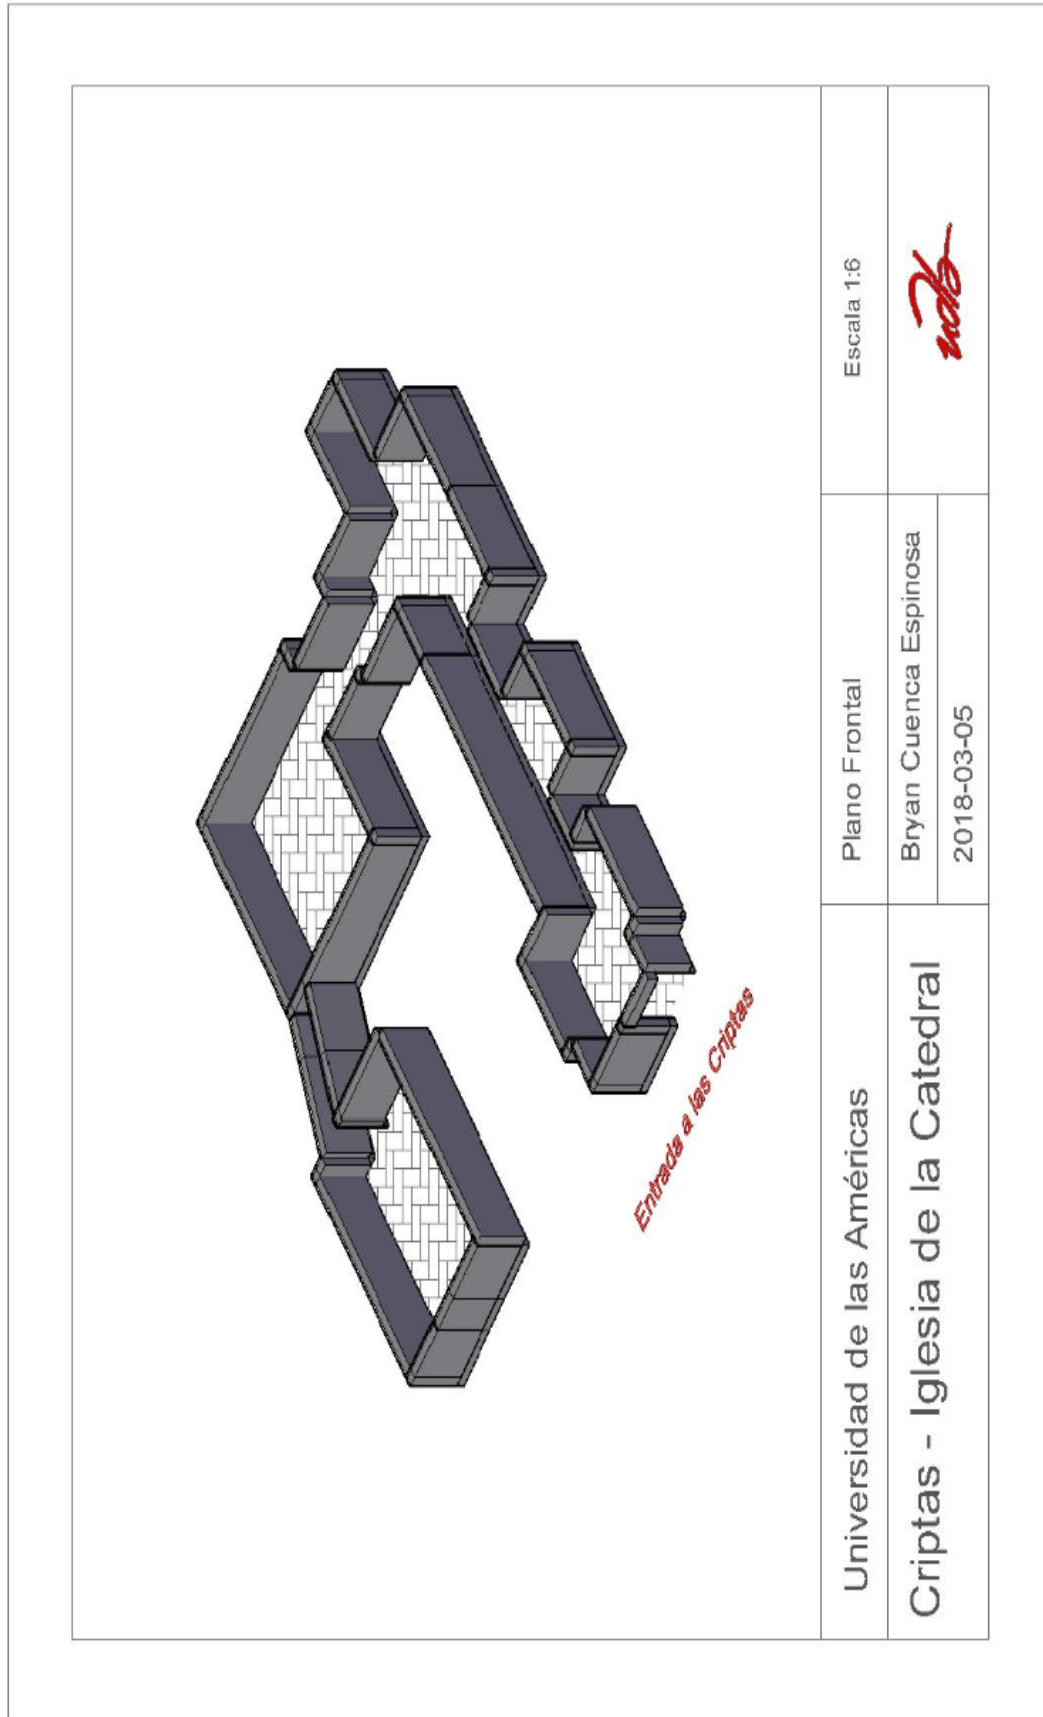 Entrada a las Criptas
Universidad de las Américas
Plano Frontal
Escala 1:6
Criptas - Iglesia de la Catedral
Bryan Cuenca Espinosa
2018-03-05
udla